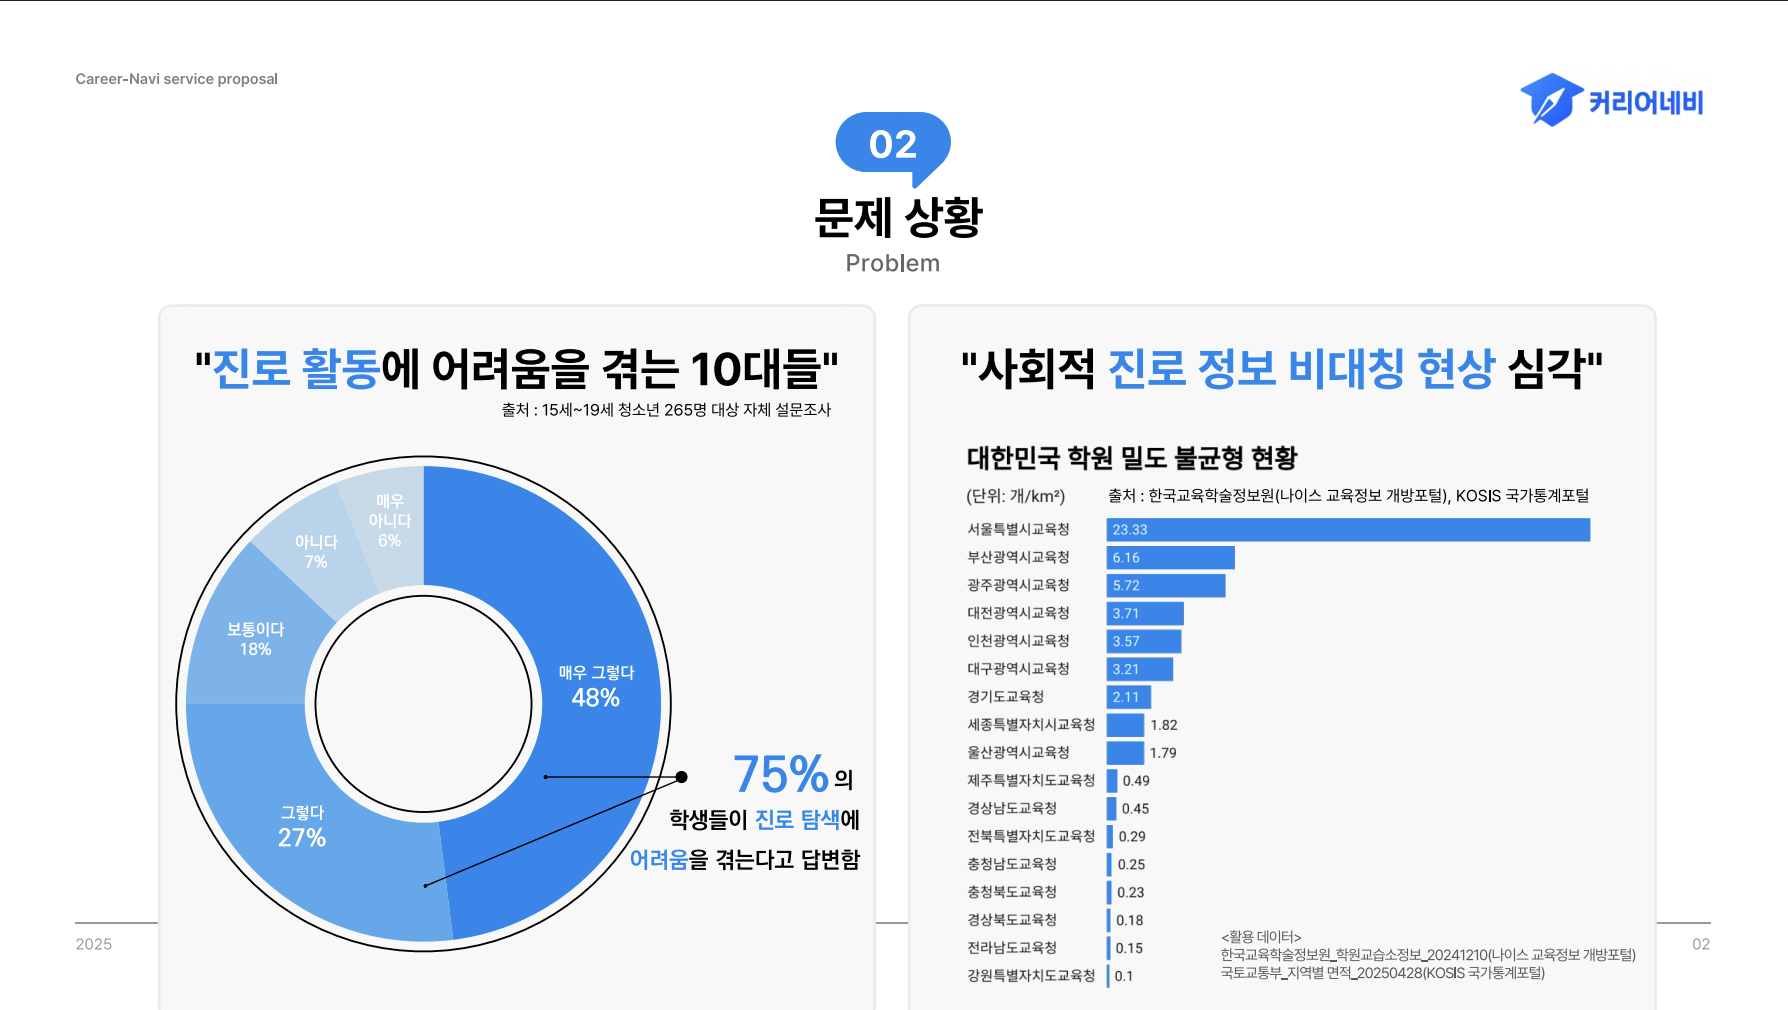 Career-Navi service proposal
커리어네비
02
문제 상황
Problem
"진로 활동에 어려움을 겪는 10대들"
출처 : 15세~19세 청소년 265명 대상 자체 설문조사
매우
아니다
6%
아니다
7%
보통이다
18%
매우 그렇다
48%
그렇다
27%
75% 의
학생들이 진로 탐색에
어려움을 겪는다고 답변함
"사회적 진로 정보 비대칭 현상 심각"
대한민국 학원 밀도 불균형 현황
(단위: 개/km²) 출처 : 한국교육학술정보원(나이스 교육정보 개방포털), KOSIS 국가통계포털
서울특별시교육청 23.33
부산광역시교육청 6.16
광주광역시교육청 5.72
대전광역시교육청 3.71
인천광역시교육청 3.57
대구광역시교육청 3.21
경기도교육청 2.11
세종특별자치시교육청 1.82
울산광역시교육청 1.79
제주특별자치도교육청 0.49
경상남도교육청 0.45
전북특별자치도교육청 0.29
충청남도교육청 0.25
충청북도교육청 0.23
경상북도교육청 0.18
전라남도교육청 0.15
강원특별자치도교육청 0.1
<활용 데이터>
한국교육학술정보원_학원교습소정보_20241210(나이스 교육정보 개방포털)
국토교통부_지역별 면적_20250428(KOSIS 국가통계포털)
2025
02